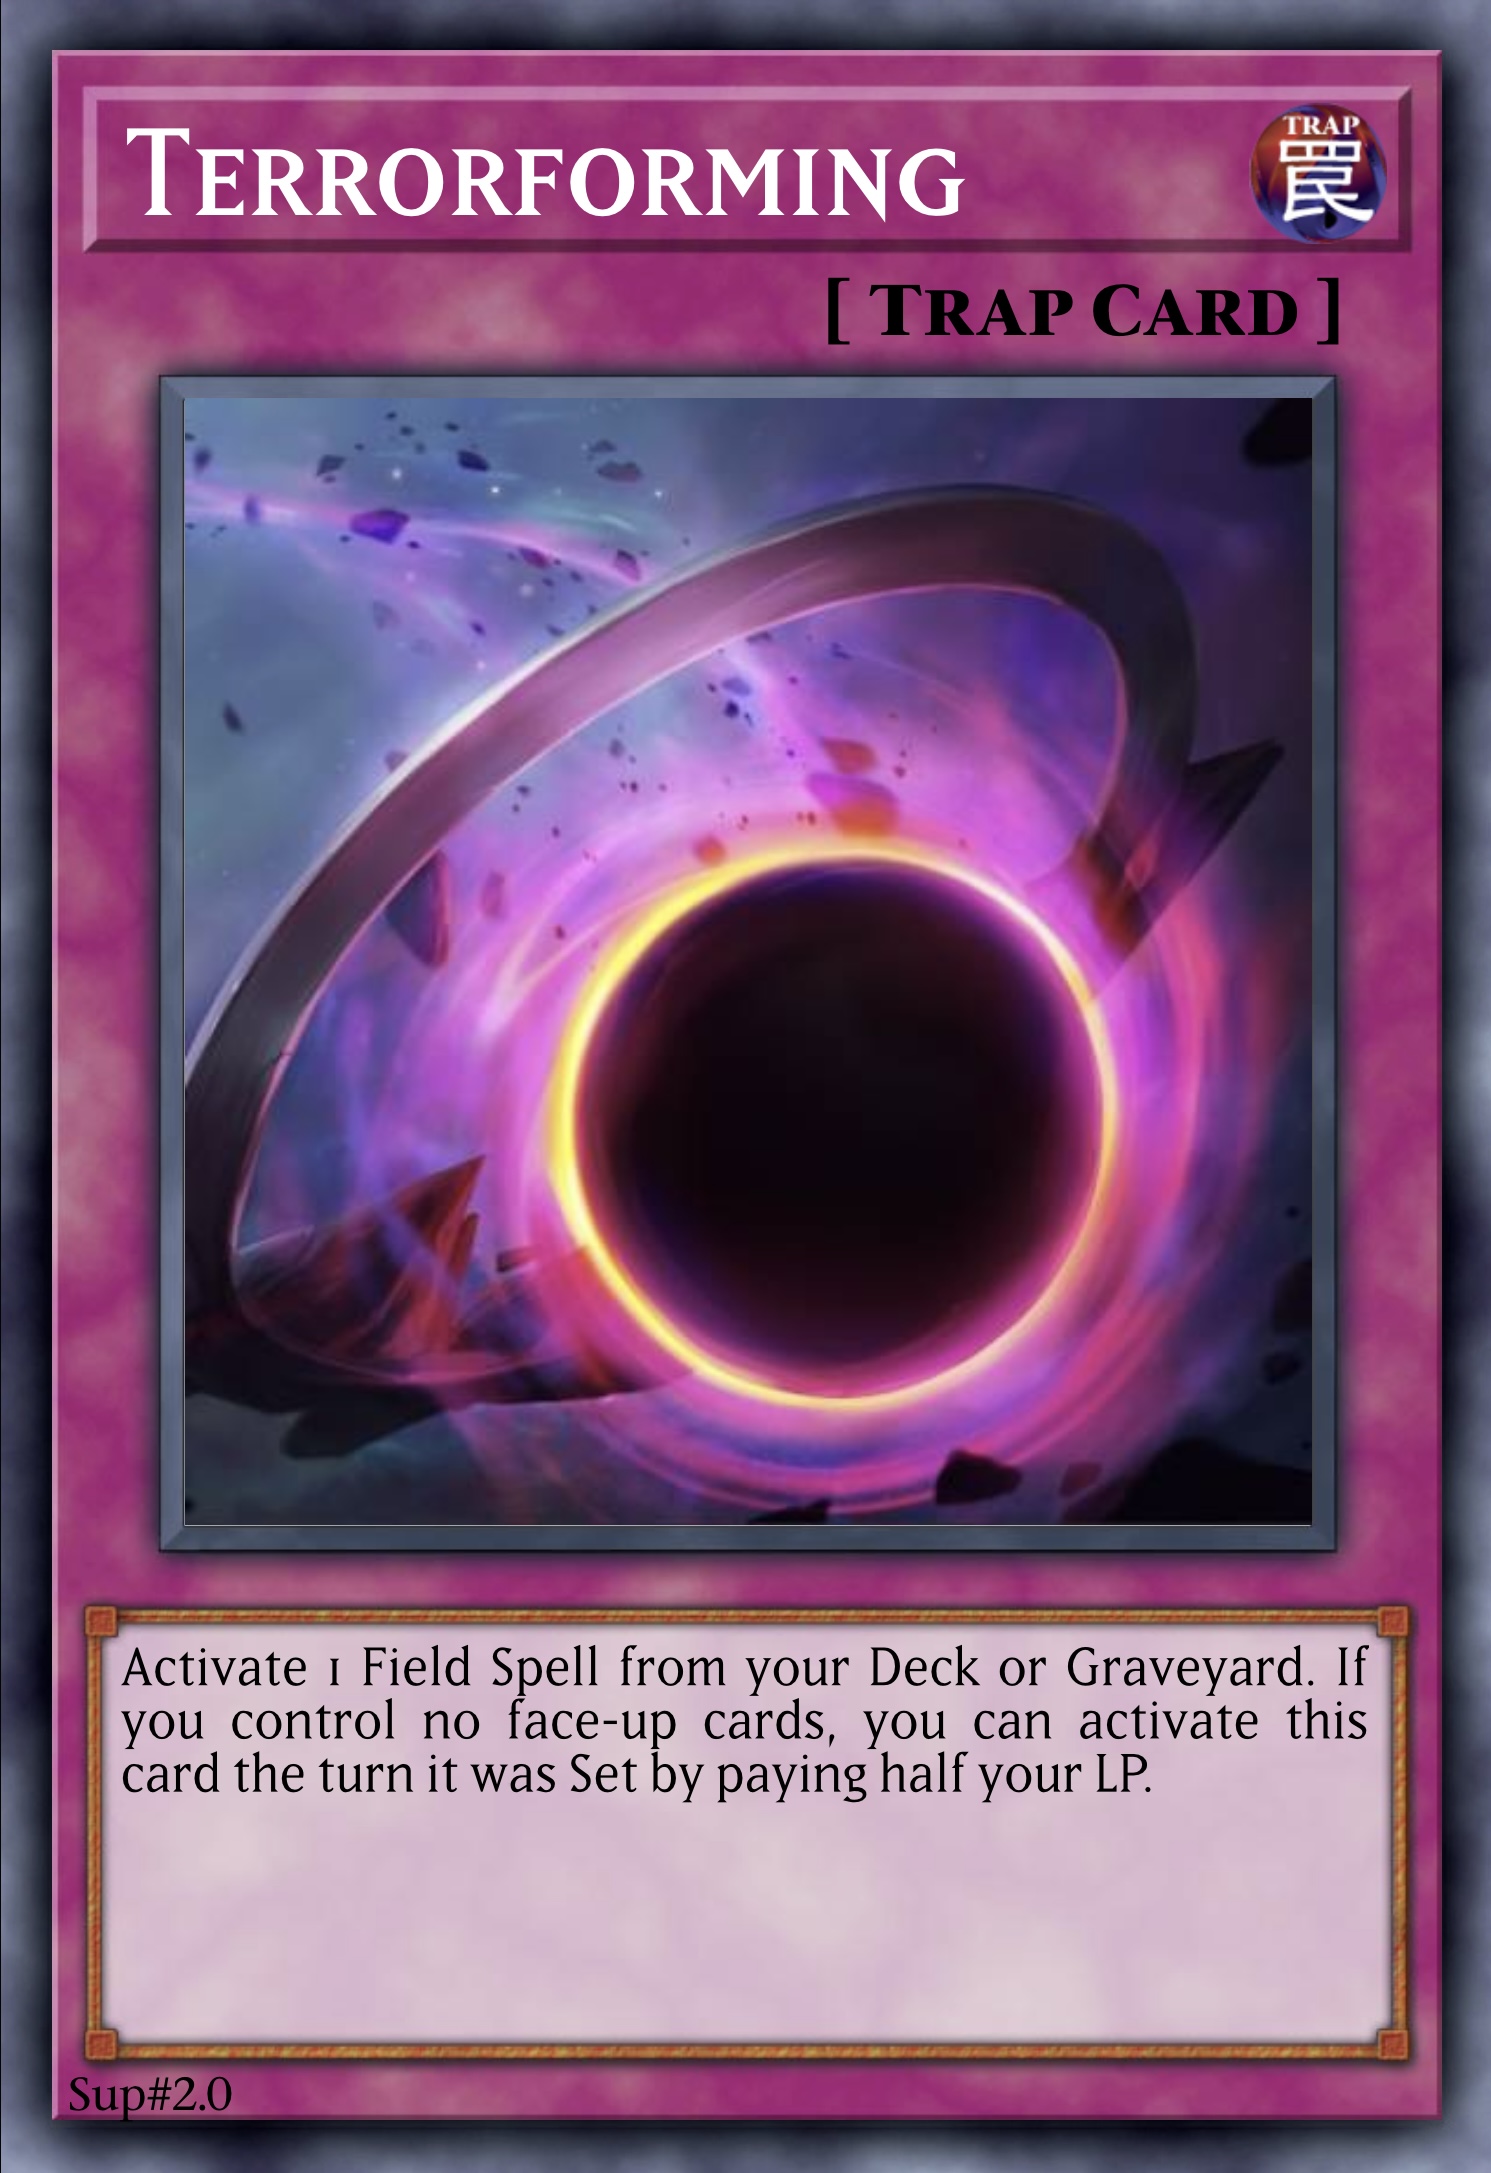 Terrorforming
TRAP
罠
[ Trap Card ]
Activate 1 Field Spell from your Deck or Graveyard. If
you control no face-up cards, you can activate this
card the turn it was Set by paying half your LP.
Sup#2.0